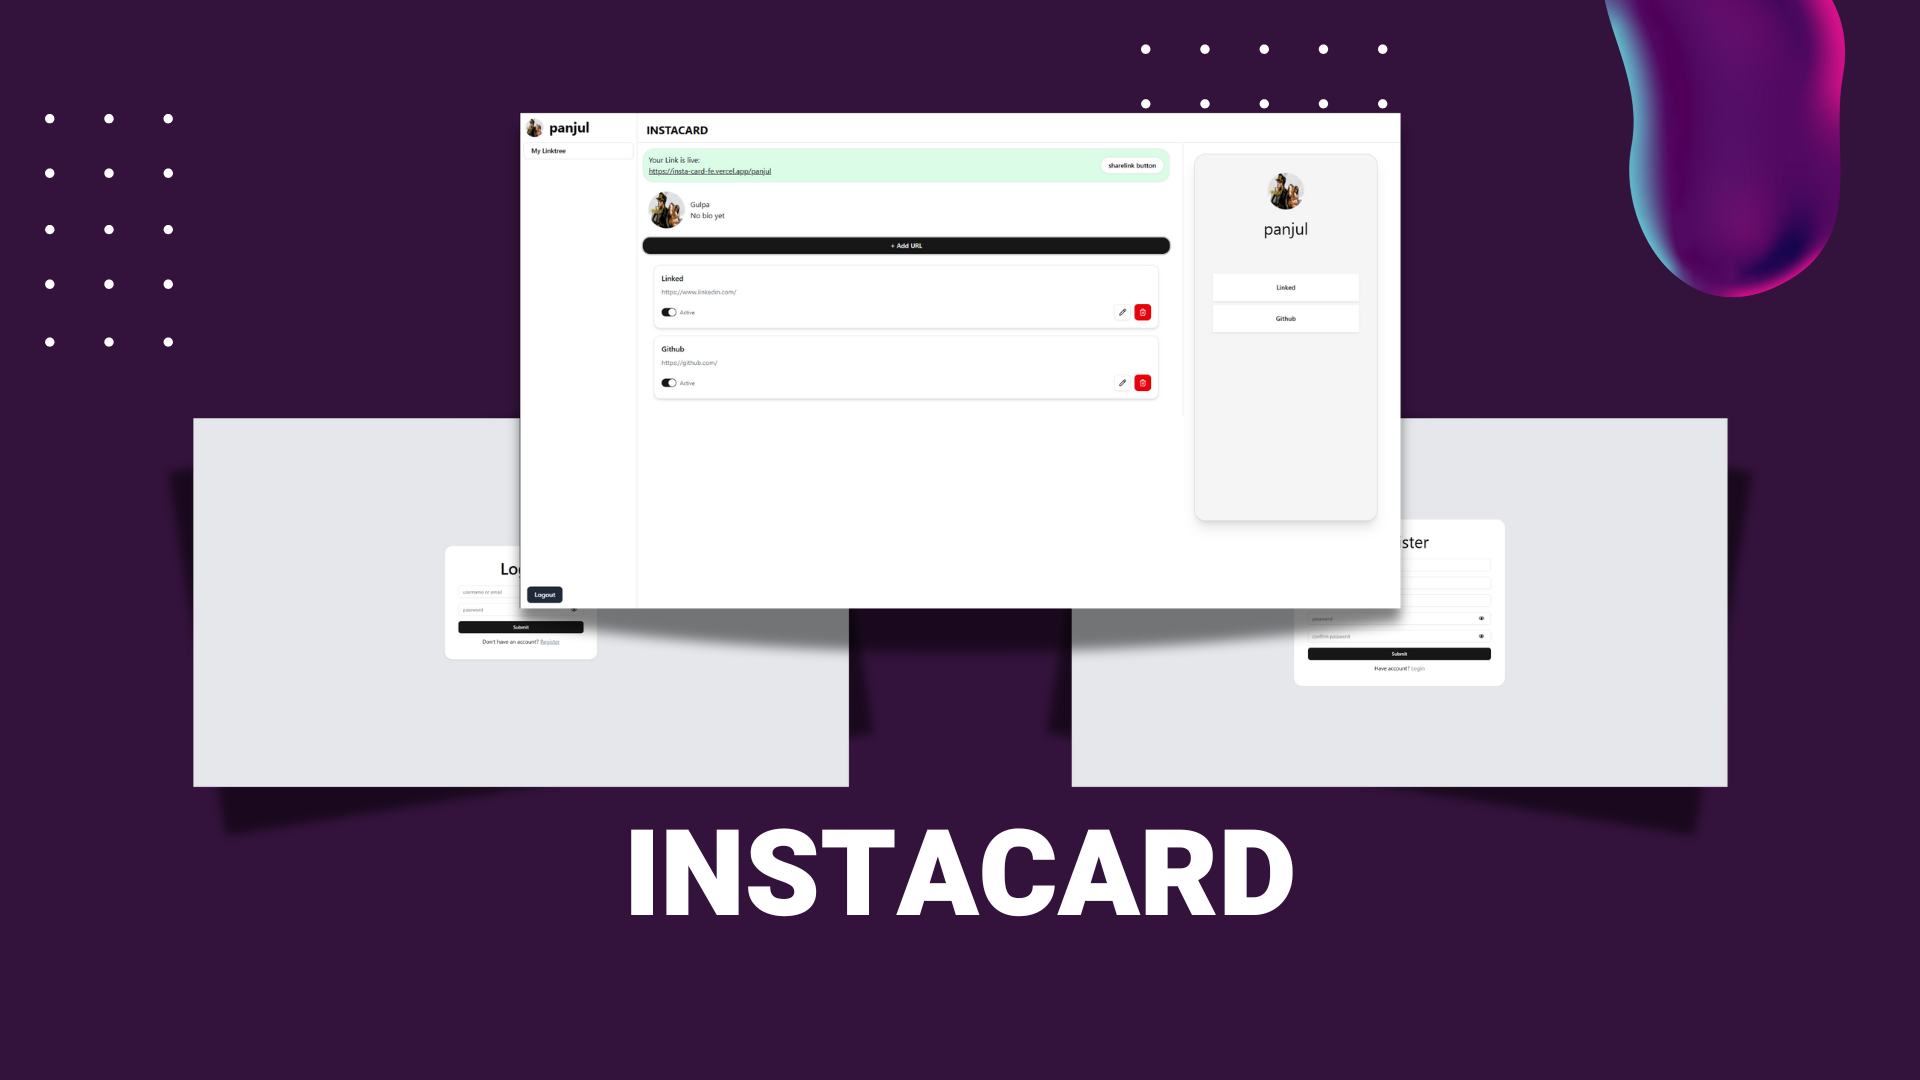 panjul
My Linktree
INSTACARD
Your Link is live:
https://insta-card-fe.vercel.app/panjul
sharelink button
Gulpa
No bio yet
+ Add URL
Linked
https://www.linkedin.com/
Active
Github
https://github.com/
Active
panjul
Linked
Github
Logout
Lo
username or email
password
Submit
Don't have an account? Register
ster
password
confirm password
Submit
Have account? Login
INSTACARD